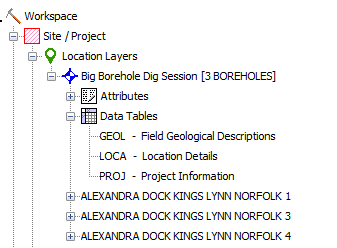 Workspace
Site / Project
Location Layers
Big Borehole Dig Session [3 BOREHOLES]
Attributes
Data Tables
GEOL - Field Geological Descriptions
LOCA - Location Details
PROJ - Project Information
ALEXANDRA DOCK KINGS LYNN NORFOLK 1
ALEXANDRA DOCK KINGS LYNN NORFOLK 3
ALEXANDRA DOCK KINGS LYNN NORFOLK 4